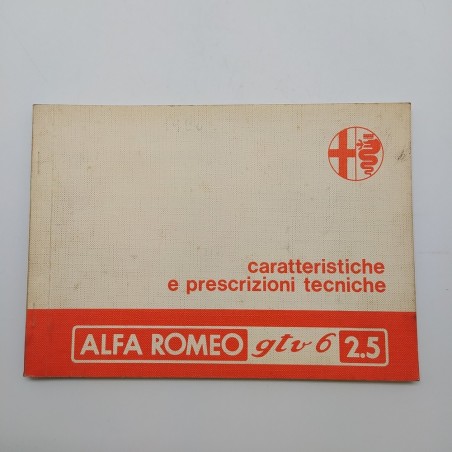 caratteristiche
e prescrizioni tecniche
ALFA ROMEO gtv 6 2.5